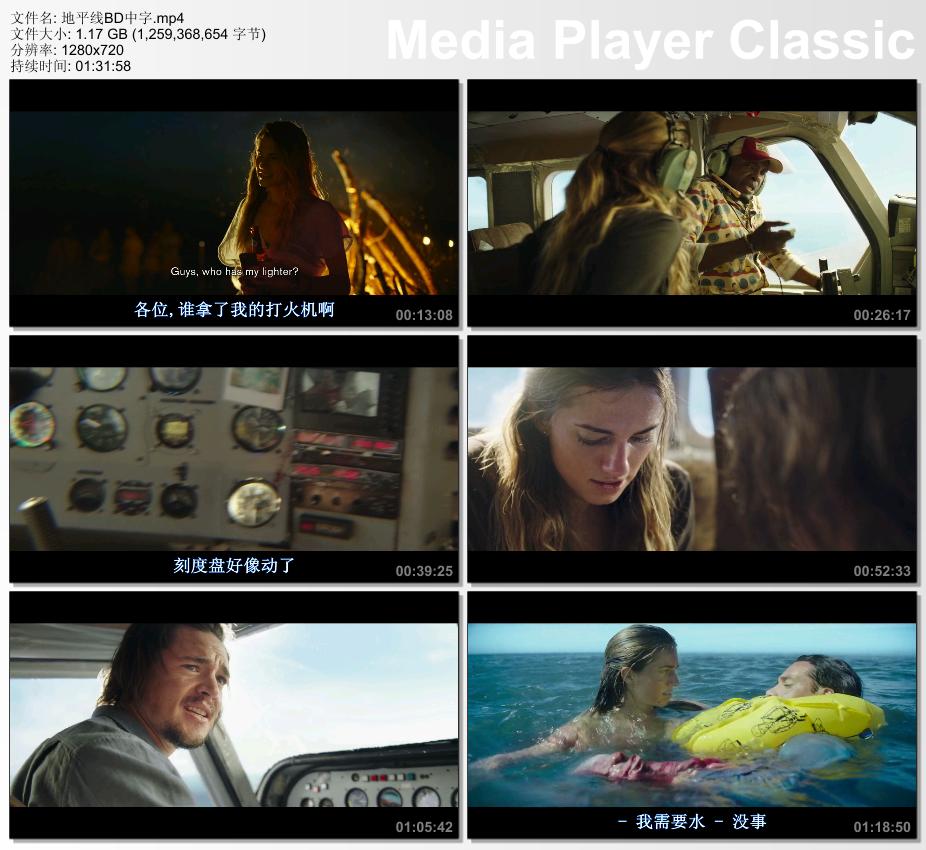 文件名: 地平线BD中字.mp4
文件大小: 1.17 GB (1,259,368,654 字节)
分辨率: 1280x720
持续时间: 01:31:58
Media Player Classic
Guys, who has my lighter?
各位,谁拿了我的打火机啊
00:13:08
00:26:17
刻度盘好像动了
00:39:25
00:52:33
01:05:42
- 我需要水 - 没事
01:18:50